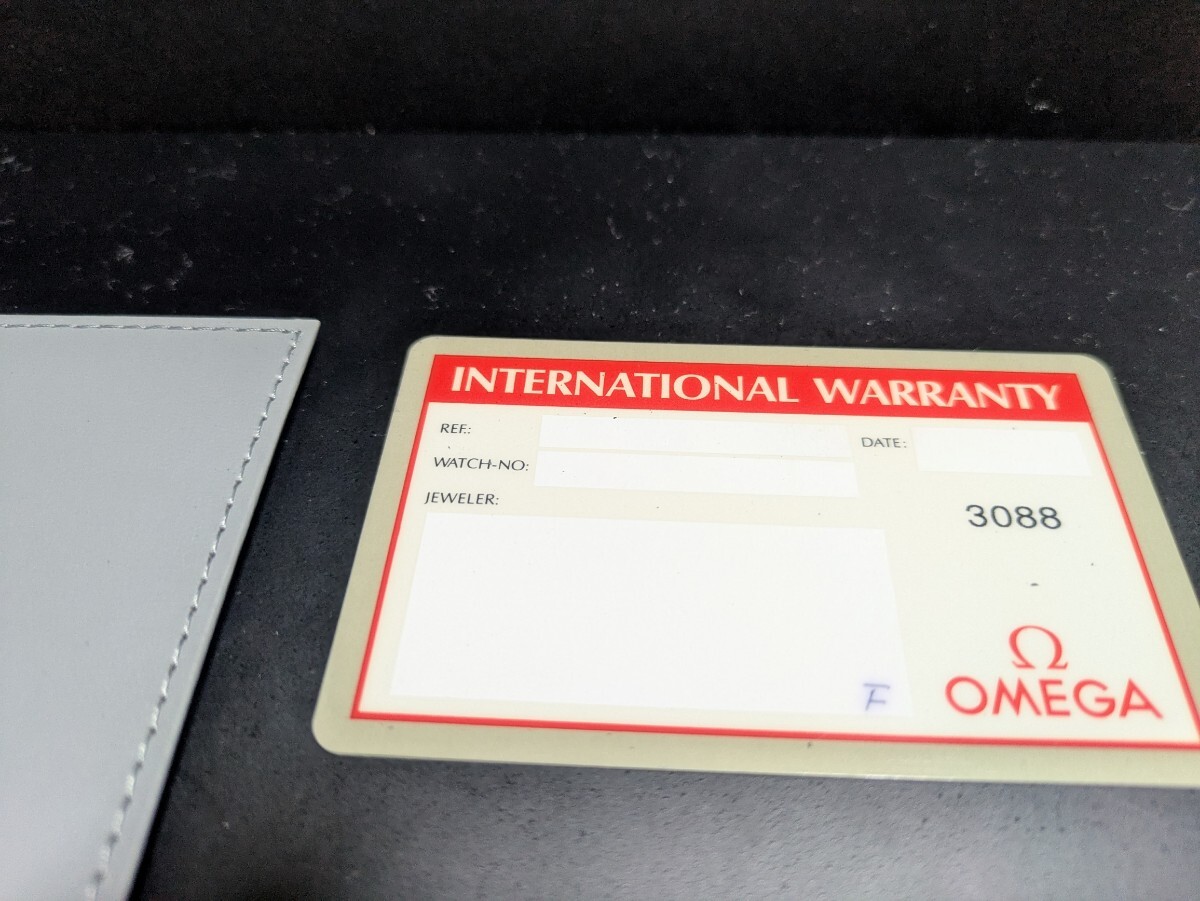 INTERNATIONAL WARRANTY
REF.:
DATE:
WATCH-NO:
JEWELER:
3088
F
Ω
OMEGA